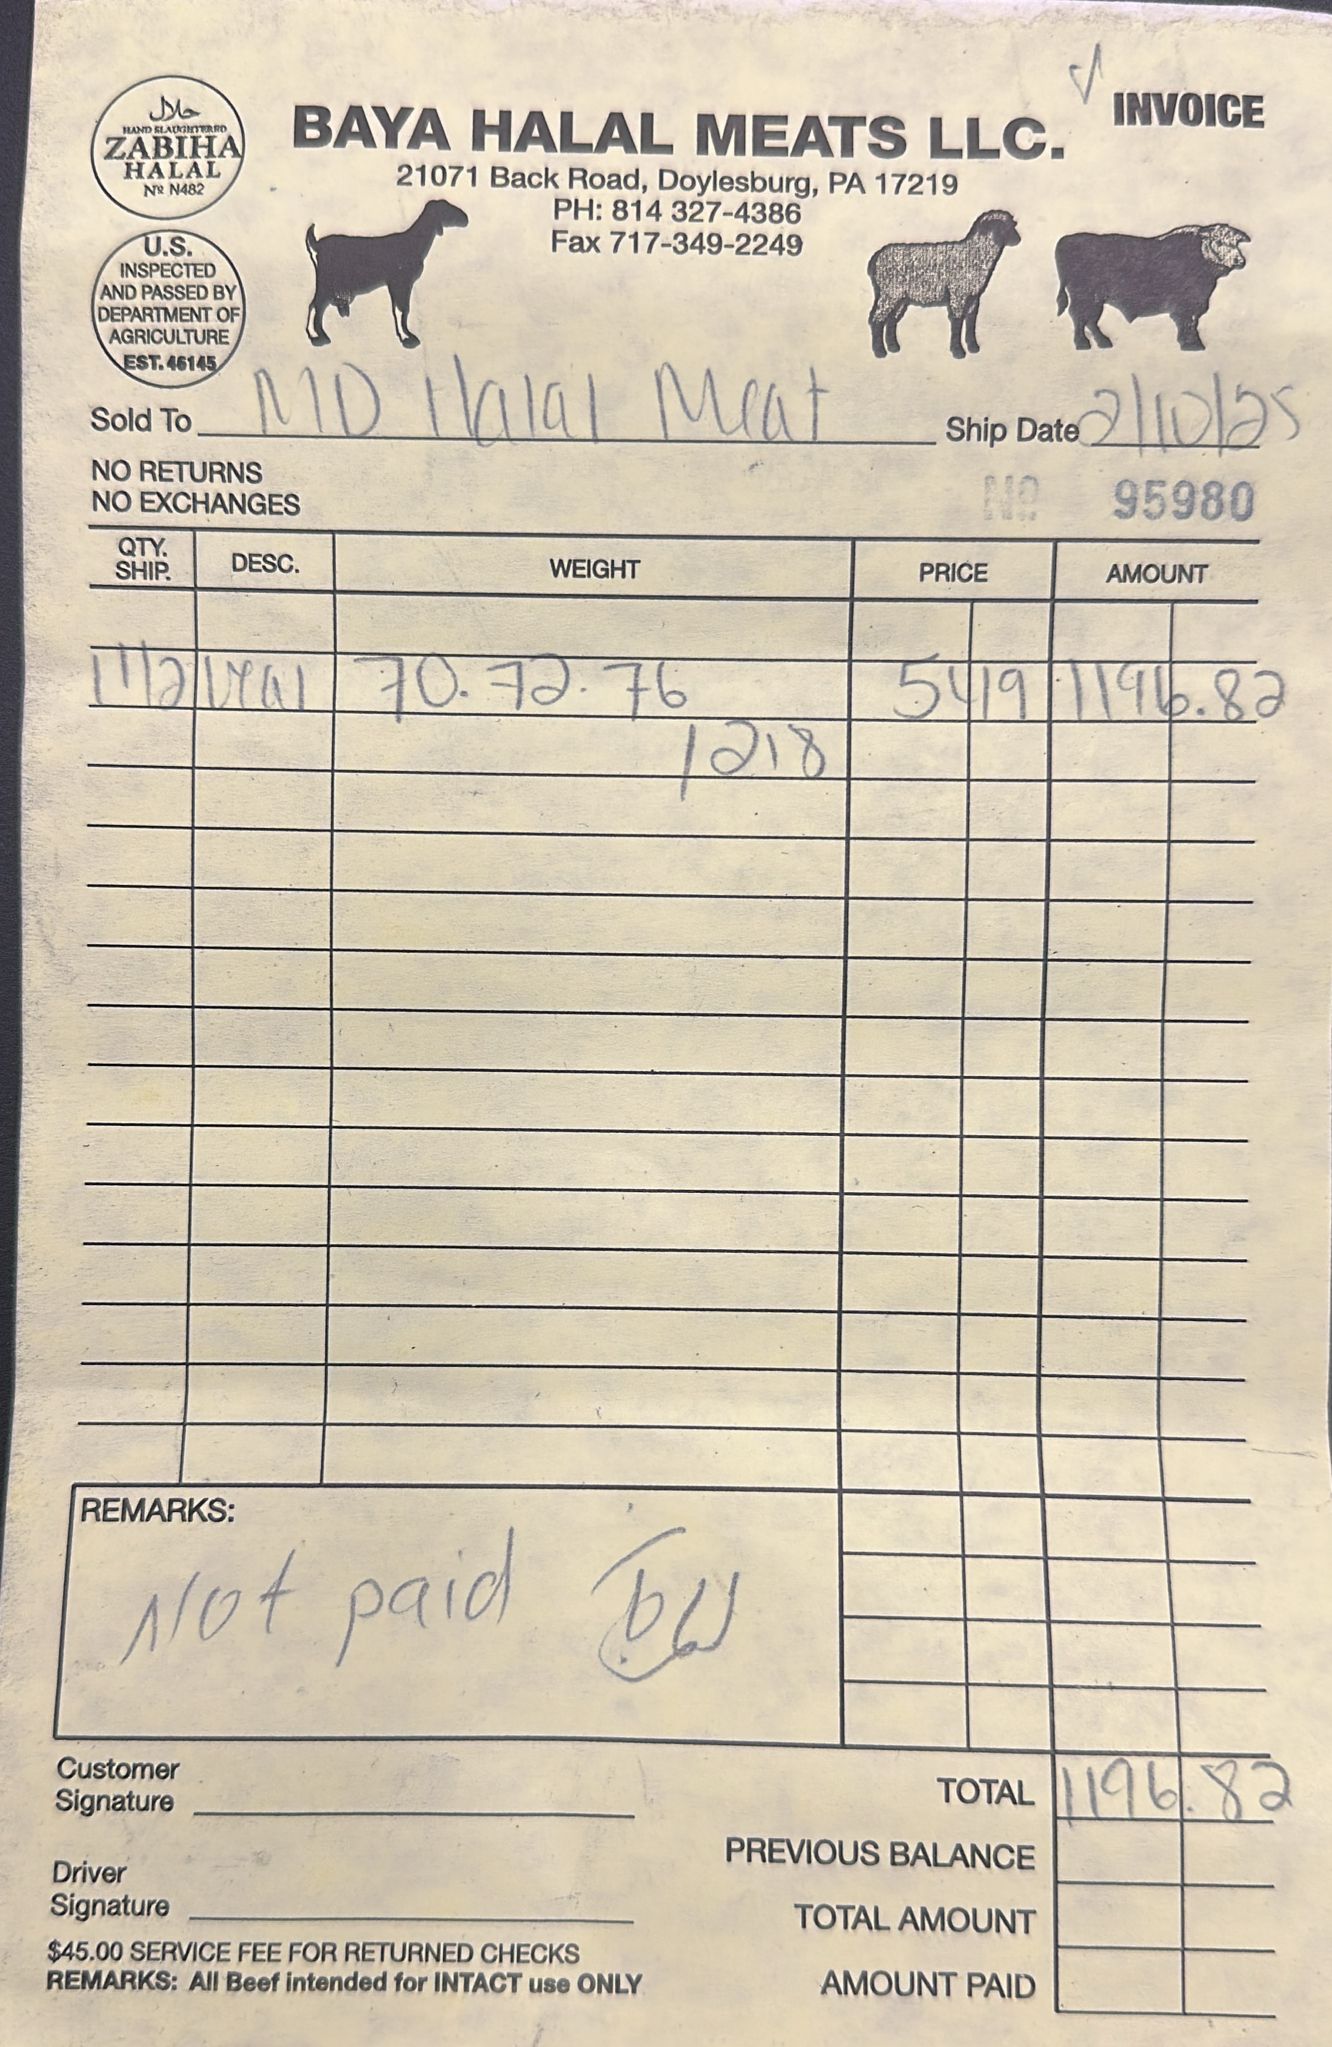 حلال
HAND SLAUGHTERED
ZABIHA
HALAL
Nº N482
BAYA HALAL MEATS LLC.
INVOICE
21071 Back Road, Doylesburg, PA 17219
PH: 814 327-4386
Fax 717-349-2249
U.S.
INSPECTED
AND PASSED BY
DEPARTMENT OF
AGRICULTURE
EST. 46145
Sold To MD Halal Meat Ship Date 2/10/25
NO RETURNS
NO EXCHANGES
No 95980
QTY. SHIP. DESC. WEIGHT PRICE AMOUNT
1 1/2 Veal 70.72.76 5 49 1196.82
/218
REMARKS:
Not paid
Customer
Signature
TOTAL 1196.82
PREVIOUS BALANCE
Driver
Signature
TOTAL AMOUNT
$45.00 SERVICE FEE FOR RETURNED CHECKS
REMARKS: All Beef intended for INTACT use ONLY
AMOUNT PAID